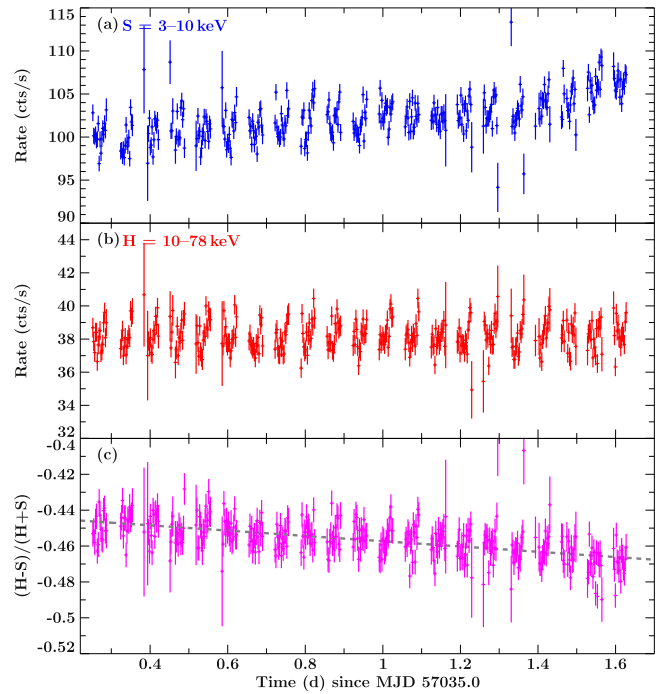 (a) S = 3–10 keV
115
110
105
100
95
90
Rate (cts/s)
(b) H = 10–78 keV
44
42
40
38
36
34
32
Rate (cts/s)
(c)
-0.4
-0.42
-0.44
-0.46
-0.48
-0.5
-0.52
(H-S)/(H+S)
0.4 0.6 0.8 1 1.2 1.4 1.6
Time (d) since MJD 57035.0